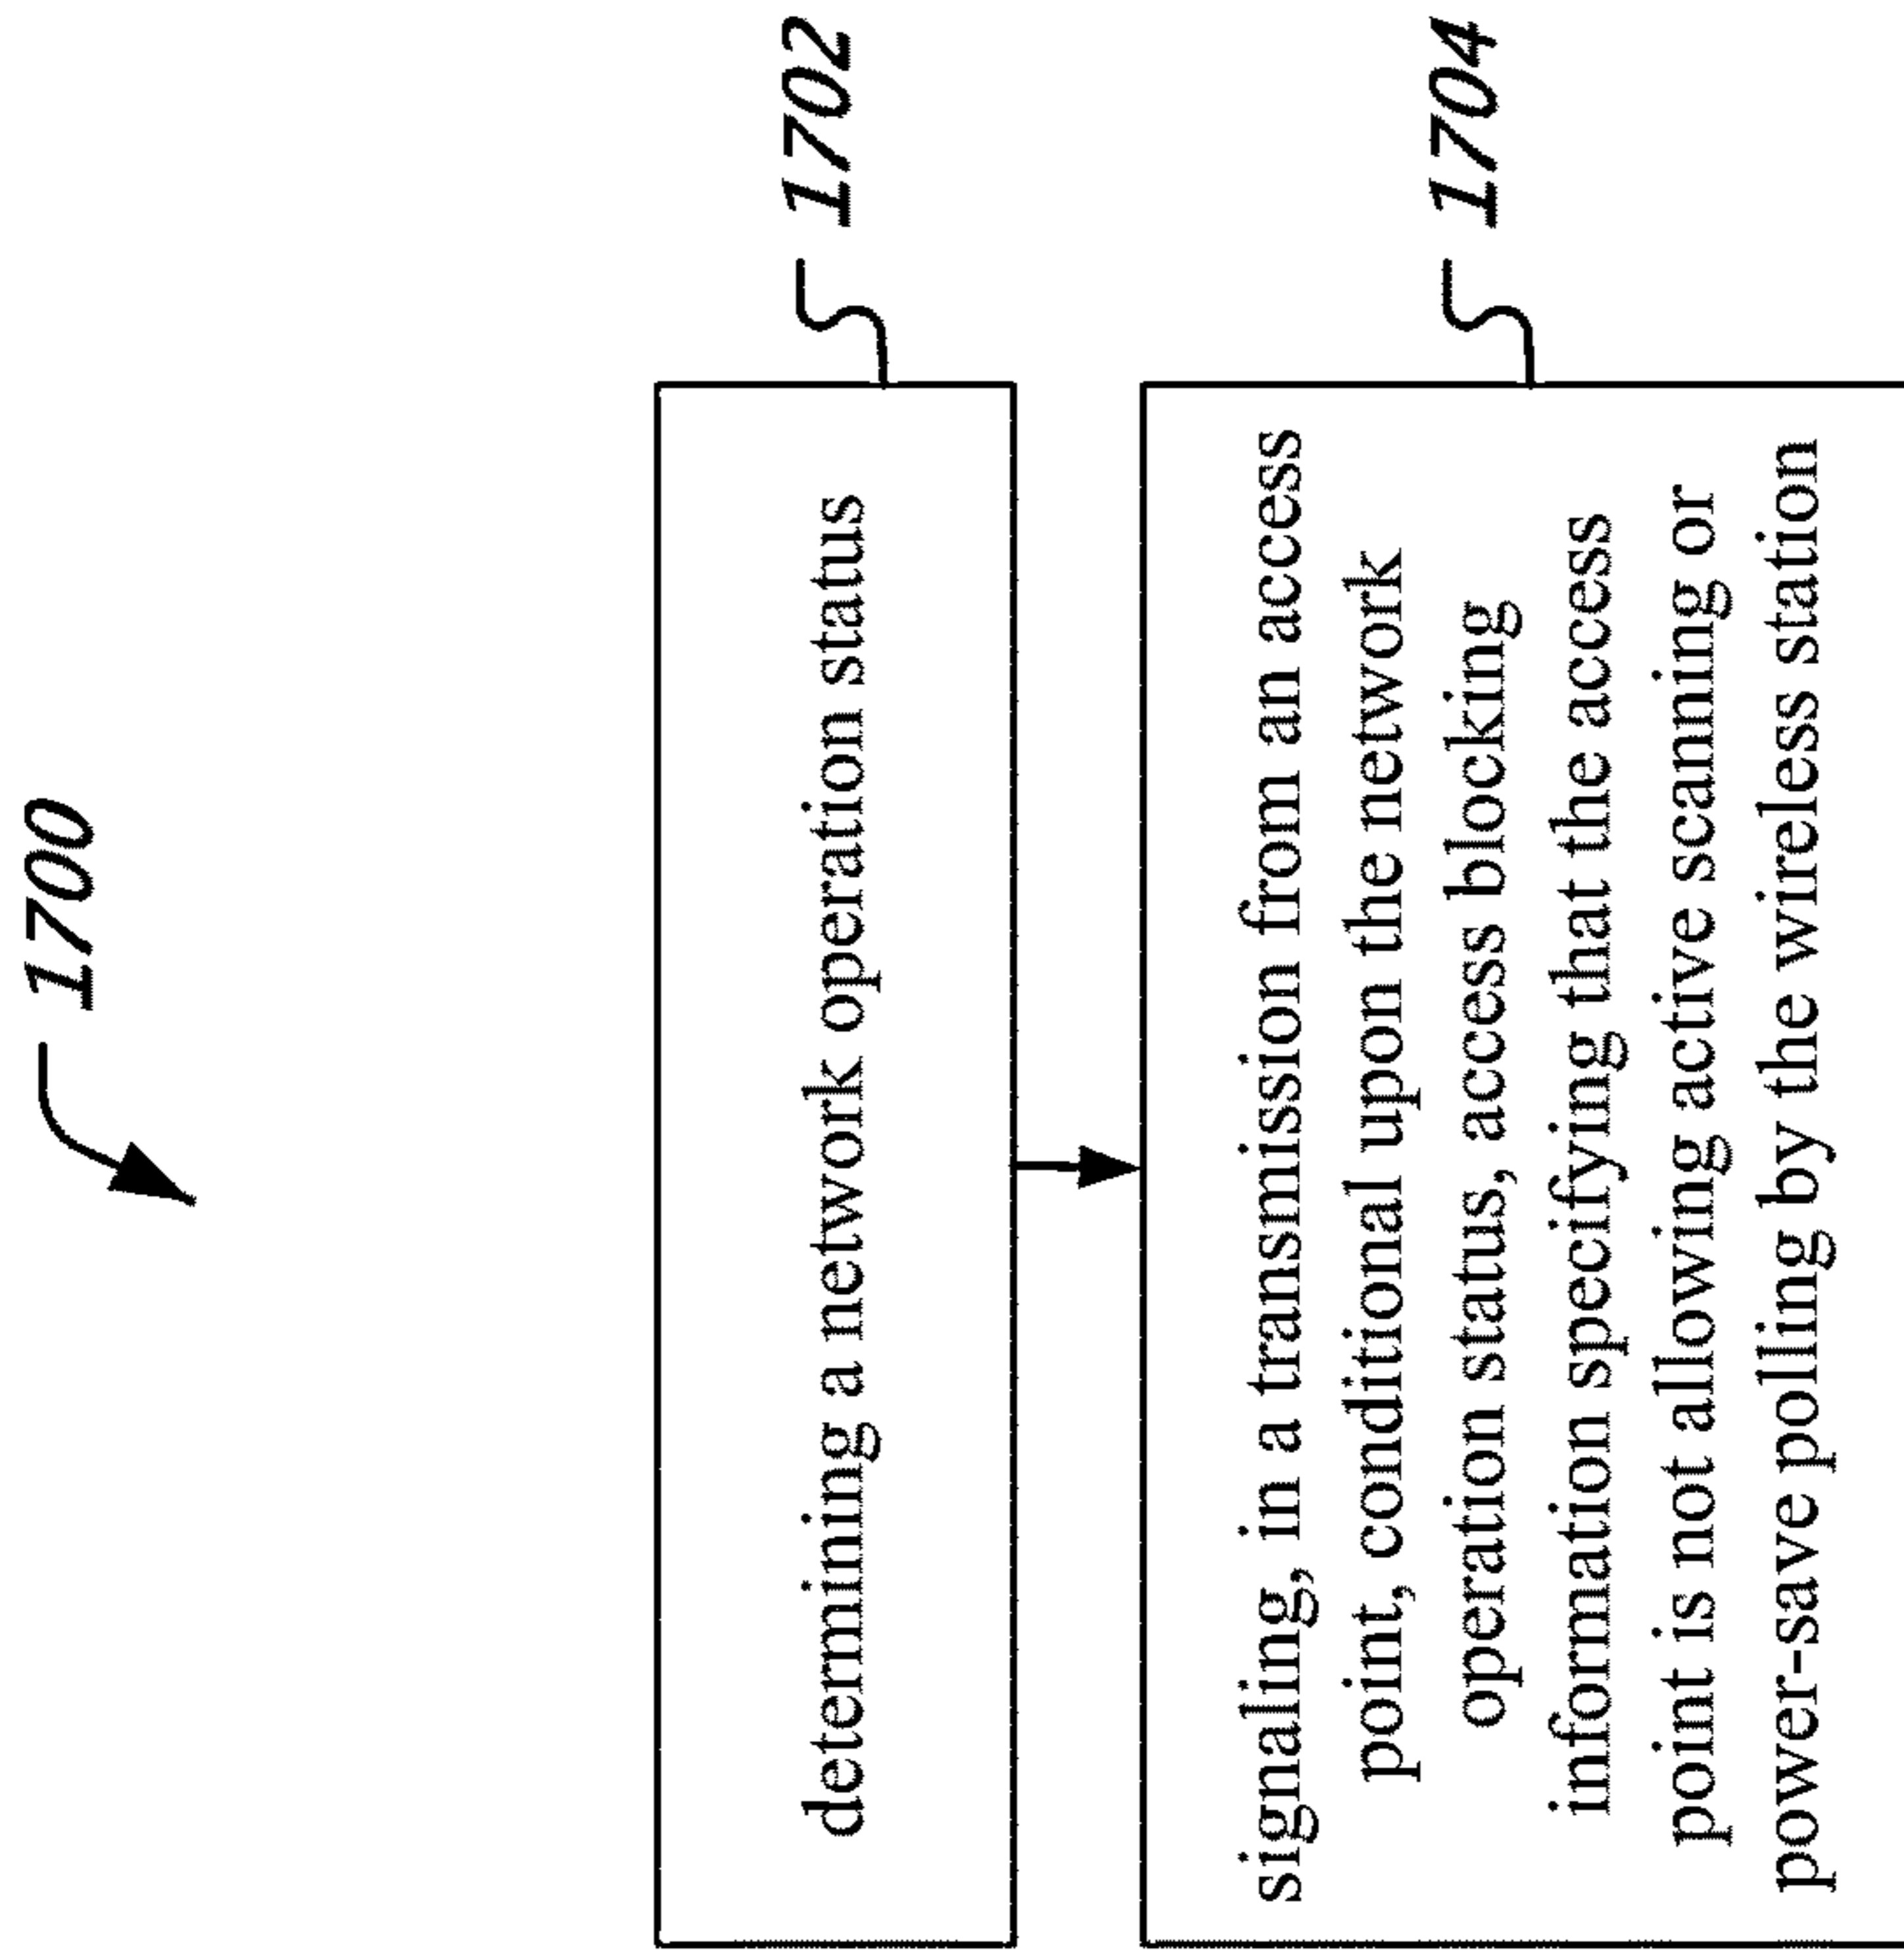 1700
determining a network operation status
1702
signaling, in a transmission from an access
point, conditional upon the network
operation status, access blocking
information specifying that the access
point is not allowing active scanning or
power-save polling by the wireless station
1704